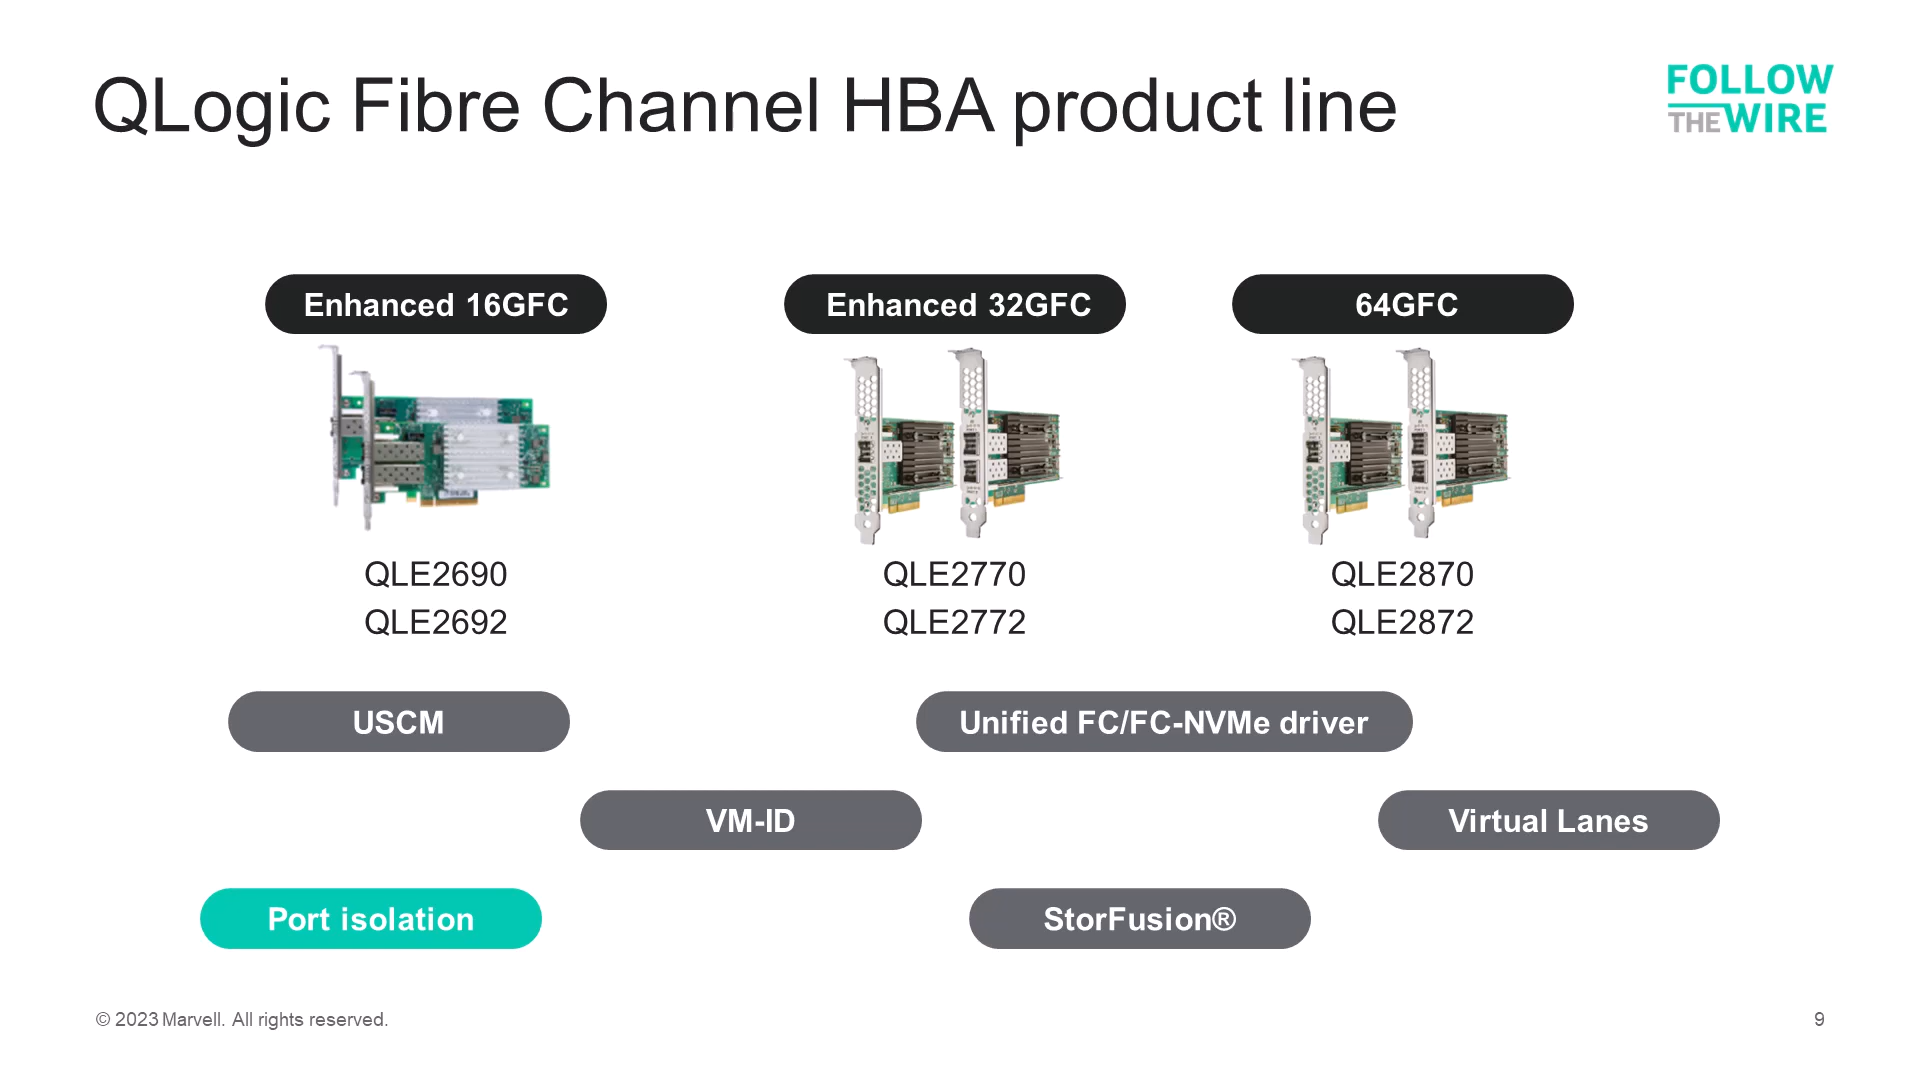 QLogic Fibre Channel HBA product line
FOLLOW
THE WIRE
Enhanced 16GFC
Enhanced 32GFC
64GFC
QLE2690
QLE2692
QLE2770
QLE2772
QLE2870
QLE2872
USCM
Unified FC/FC-NVMe driver
VM-ID
Virtual Lanes
Port isolation
StorFusion®
© 2023 Marvell. All rights reserved.
9